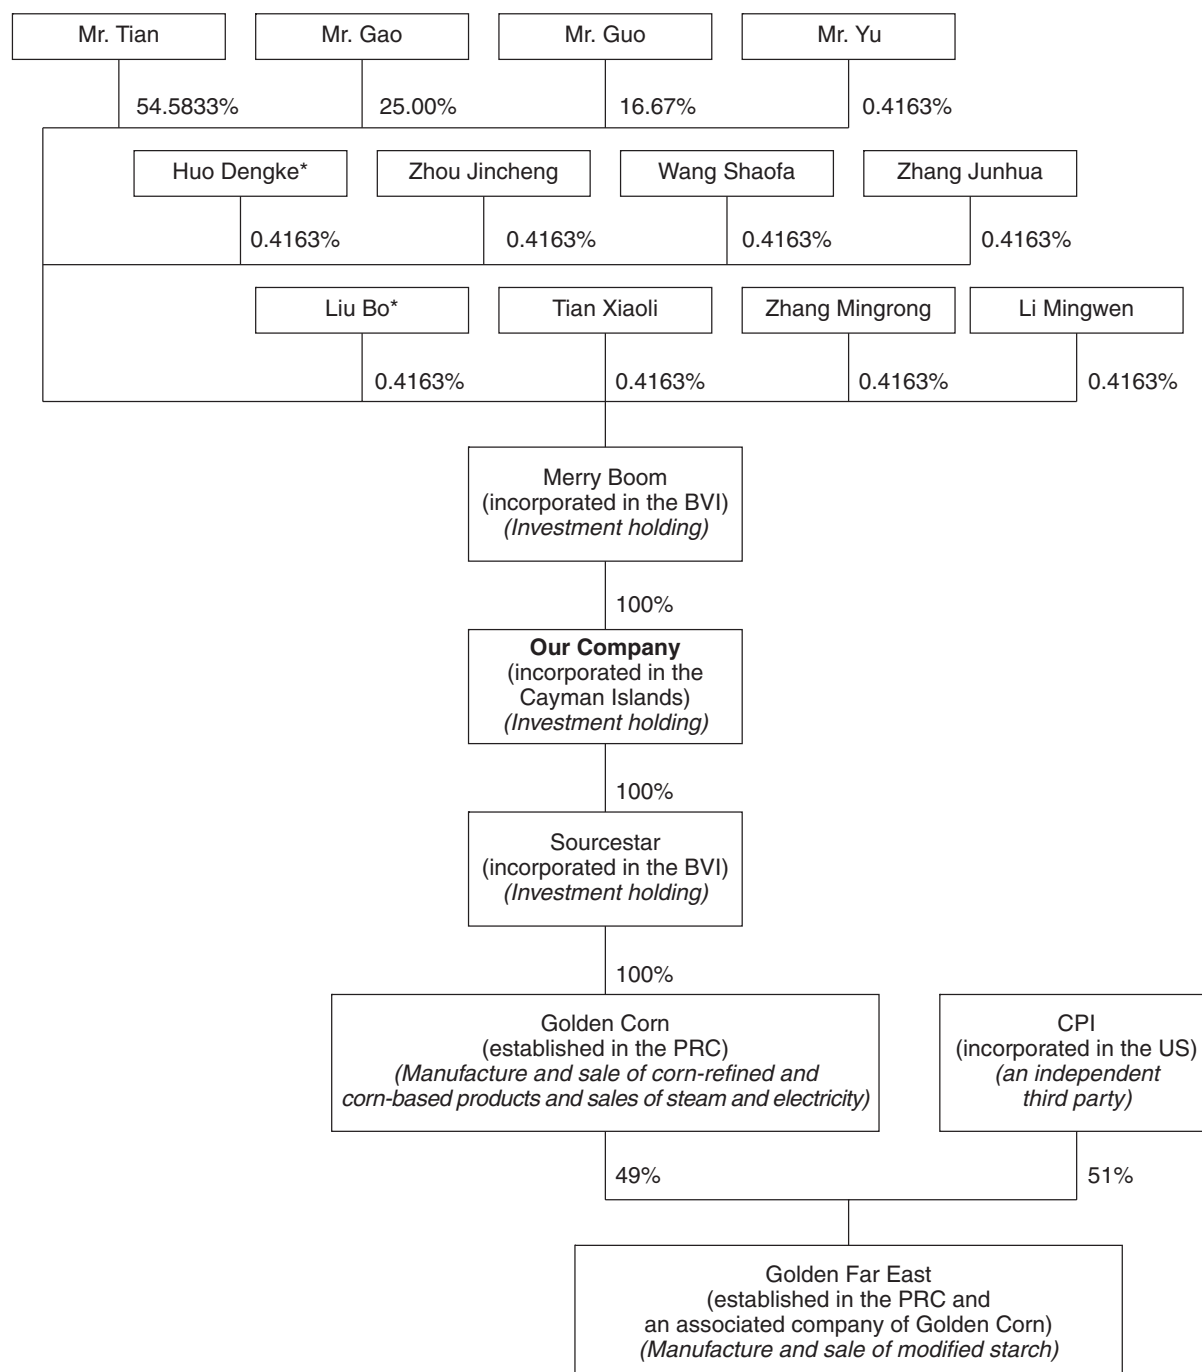 Mr. Tian
Mr. Gao
Mr. Guo
Mr. Yu
54.5833%
25.00%
16.67%
0.4163%
Huo Dengke*
Zhou Jincheng
Wang Shaofa
Zhang Junhua
0.4163%
0.4163%
0.4163%
0.4163%
Liu Bo*
Tian Xiaoli
Zhang Mingrong
Li Mingwen
0.4163%
0.4163%
0.4163%
0.4163%
Merry Boom
(incorporated in the BVI)
(Investment holding)
100%
Our Company
(incorporated in the
Cayman Islands)
(Investment holding)
100%
Sourcestar
(incorporated in the BVI)
(Investment holding)
100%
Golden Corn
(established in the PRC)
(Manufacture and sale of corn-refined and
corn-based products and sales of steam and electricity)
CPI
(incorporated in the US)
(an independent
third party)
49%
51%
Golden Far East
(established in the PRC and
an associated company of Golden Corn)
(Manufacture and sale of modified starch)